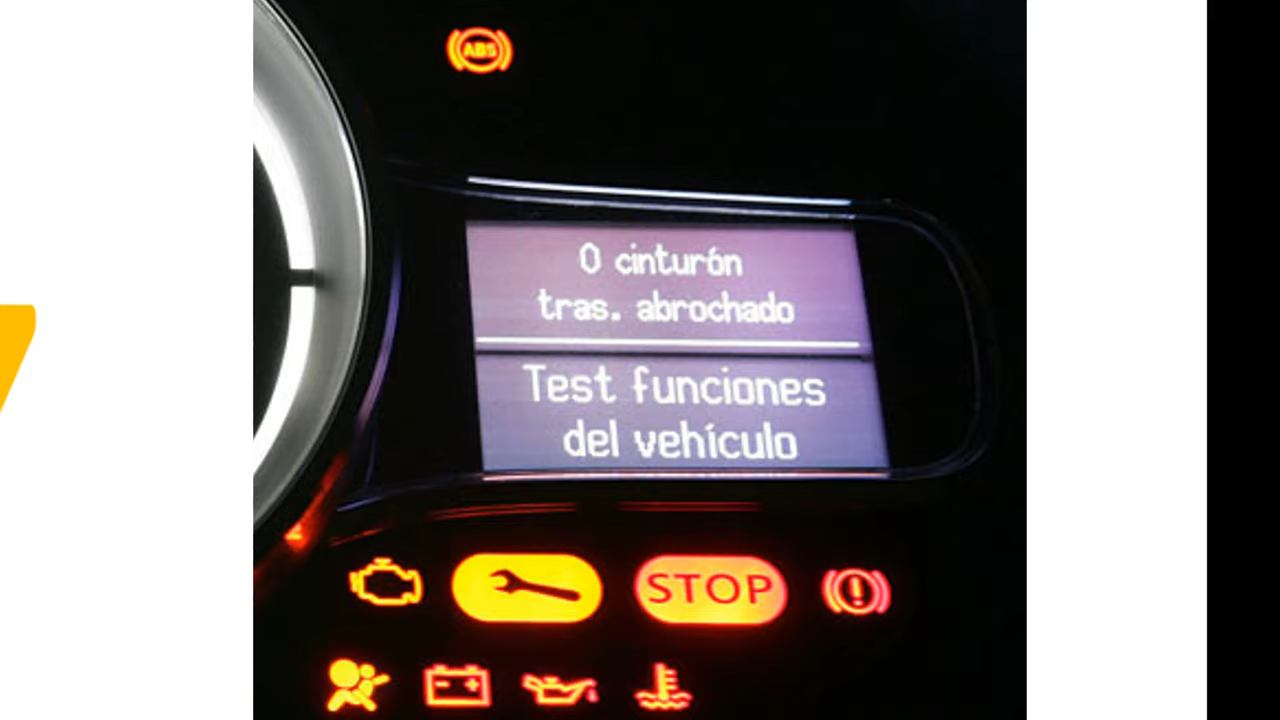 ABS
0 cinturón
tras. abrochado
Test funciones
del vehículo
STOP